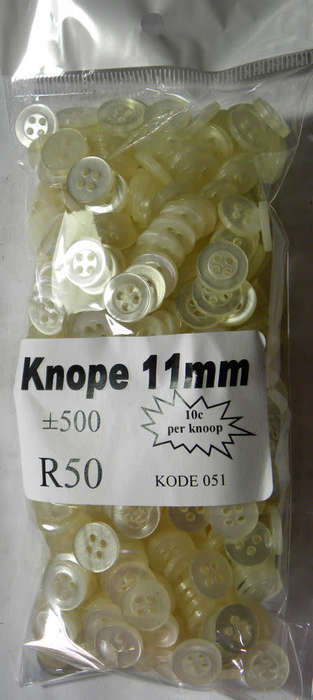 Knope 11mm
±500
10c
per knoop
R50
KODE 051